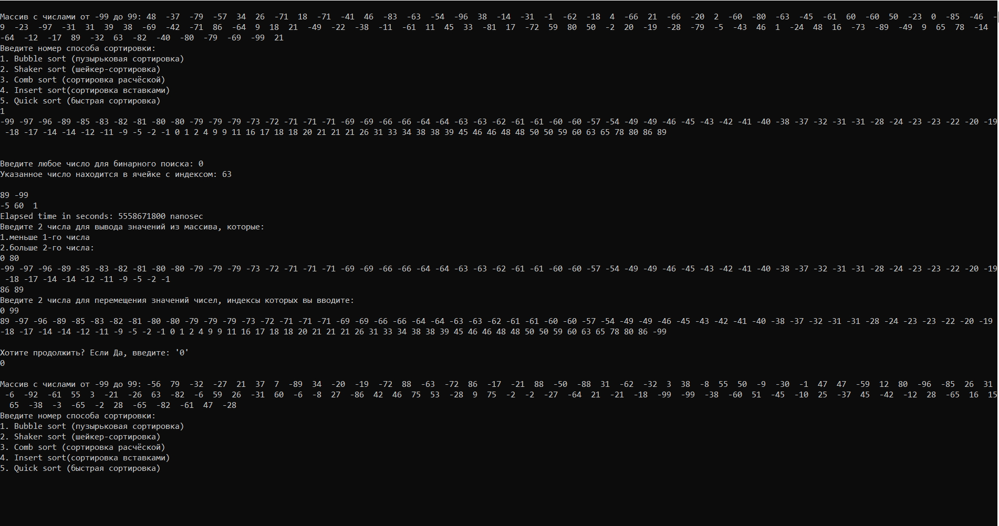 Массив с числами от -99 до 99: 48  -37  -79  -57  34  26  -71  18  -71  -41  46  -83  -63  -54  -96  38  -14  -31  -1  -62  -18  4  -66  21  -66  -20  2  -60  -80  -63  -45  -61  60  -60  50  -23  0  -85  -46  -
9  -23  -97  -31  31  39  38  -69  -42  -71  86  -64  9  18  21  -49  -22  -38  -11  -61  11  45  33  -81  17  -72  59  80  50  -2  20  -19  -28  -79  -5  -43  46  1  -24  48  16  -73  -89  -49  9  65  78  -14
-64  -12  -17  89  -32  63  -82  -40  -80  -79  -69  -99  21
Введите номер способа сортировки:
1. Bubble sort (пузырьковая сортировка)
2. Shaker sort (шейкер-сортировка)
3. Comb sort (сортировка расчёской)
4. Insert sort(сортировка вставками)
5. Quick sort (быстрая сортировка)
1
-99 -97 -96 -89 -85 -83 -82 -81 -80 -80 -79 -79 -79 -73 -72 -71 -71 -71 -69 -69 -66 -66 -64 -64 -63 -63 -62 -61 -61 -60 -60 -57 -54 -49 -49 -46 -45 -43 -42 -41 -40 -38 -37 -32 -31 -31 -28 -24 -23 -23 -22 -20 -19
-18 -17 -14 -14 -12 -11 -9 -5 -2 -1 0 1 2 4 9 9 11 16 17 18 18 20 21 21 21 26 31 33 34 38 38 39 45 46 46 48 48 50 50 59 60 63 65 78 80 86 89
Введите любое число для бинарного поиска: 0
Указанное число находится в ячейке с индексом: 63
89 -99
-5 60  1
Elapsed time in seconds: 5558671800 nanosec
Введите 2 числа для вывода значений из массива, которые:
1.меньше 1-го числа
2.больше 2-го числа:
0 80
-99 -97 -96 -89 -85 -83 -82 -81 -80 -80 -79 -79 -79 -73 -72 -71 -71 -71 -69 -69 -66 -66 -64 -64 -63 -63 -62 -61 -61 -60 -60 -57 -54 -49 -49 -46 -45 -43 -42 -41 -40 -38 -37 -32 -31 -31 -28 -24 -23 -23 -22 -20 -19
-18 -17 -14 -14 -12 -11 -9 -5 -2 -1
86 89
Введите 2 числа для перемещения значений чисел, индексы которых вы вводите:
0 99
89 -97 -96 -89 -85 -83 -82 -81 -80 -80 -79 -79 -79 -73 -72 -71 -71 -71 -69 -69 -66 -66 -64 -64 -63 -63 -62 -61 -61 -60 -60 -57 -54 -49 -49 -46 -45 -43 -42 -41 -40 -38 -37 -32 -31 -31 -28 -24 -23 -23 -22 -20 -19
-18 -17 -14 -14 -12 -11 -9 -5 -2 -1 0 1 2 4 9 9 11 16 17 18 18 20 21 21 21 26 31 33 34 38 38 39 45 46 46 48 48 50 50 59 60 63 65 78 80 86 -99
Хотите продолжить? Если Да, введите: '0'
0
Массив с числами от -99 до 99: -56  79  -32  -27  21  37  7  -89  34  -20  -19  -72  88  -63  -72  86  -17  -21  88  -50  -88  31  -62  -32  3  38  -8  55  50  -9  -30  -1  47  47  -59  12  80  -96  -85  26  31
-6  -92  -61  55  3  -21  -26  63  -82  -6  59  26  -31  60  -6  -8  27  -86  42  46  75  53  -28  9  75  -2  -2  -27  -64  21  -21  -18  -99  -99  -38  -60  51  -45  -10  25  -37  45  -42  -12  28  -65  16  15
65  -38  -3  -65  -2  28  -65  -82  -61  47  -28
Введите номер способа сортировки:
1. Bubble sort (пузырьковая сортировка)
2. Shaker sort (шейкер-сортировка)
3. Comb sort (сортировка расчёской)
4. Insert sort(сортировка вставками)
5. Quick sort (быстрая сортировка)